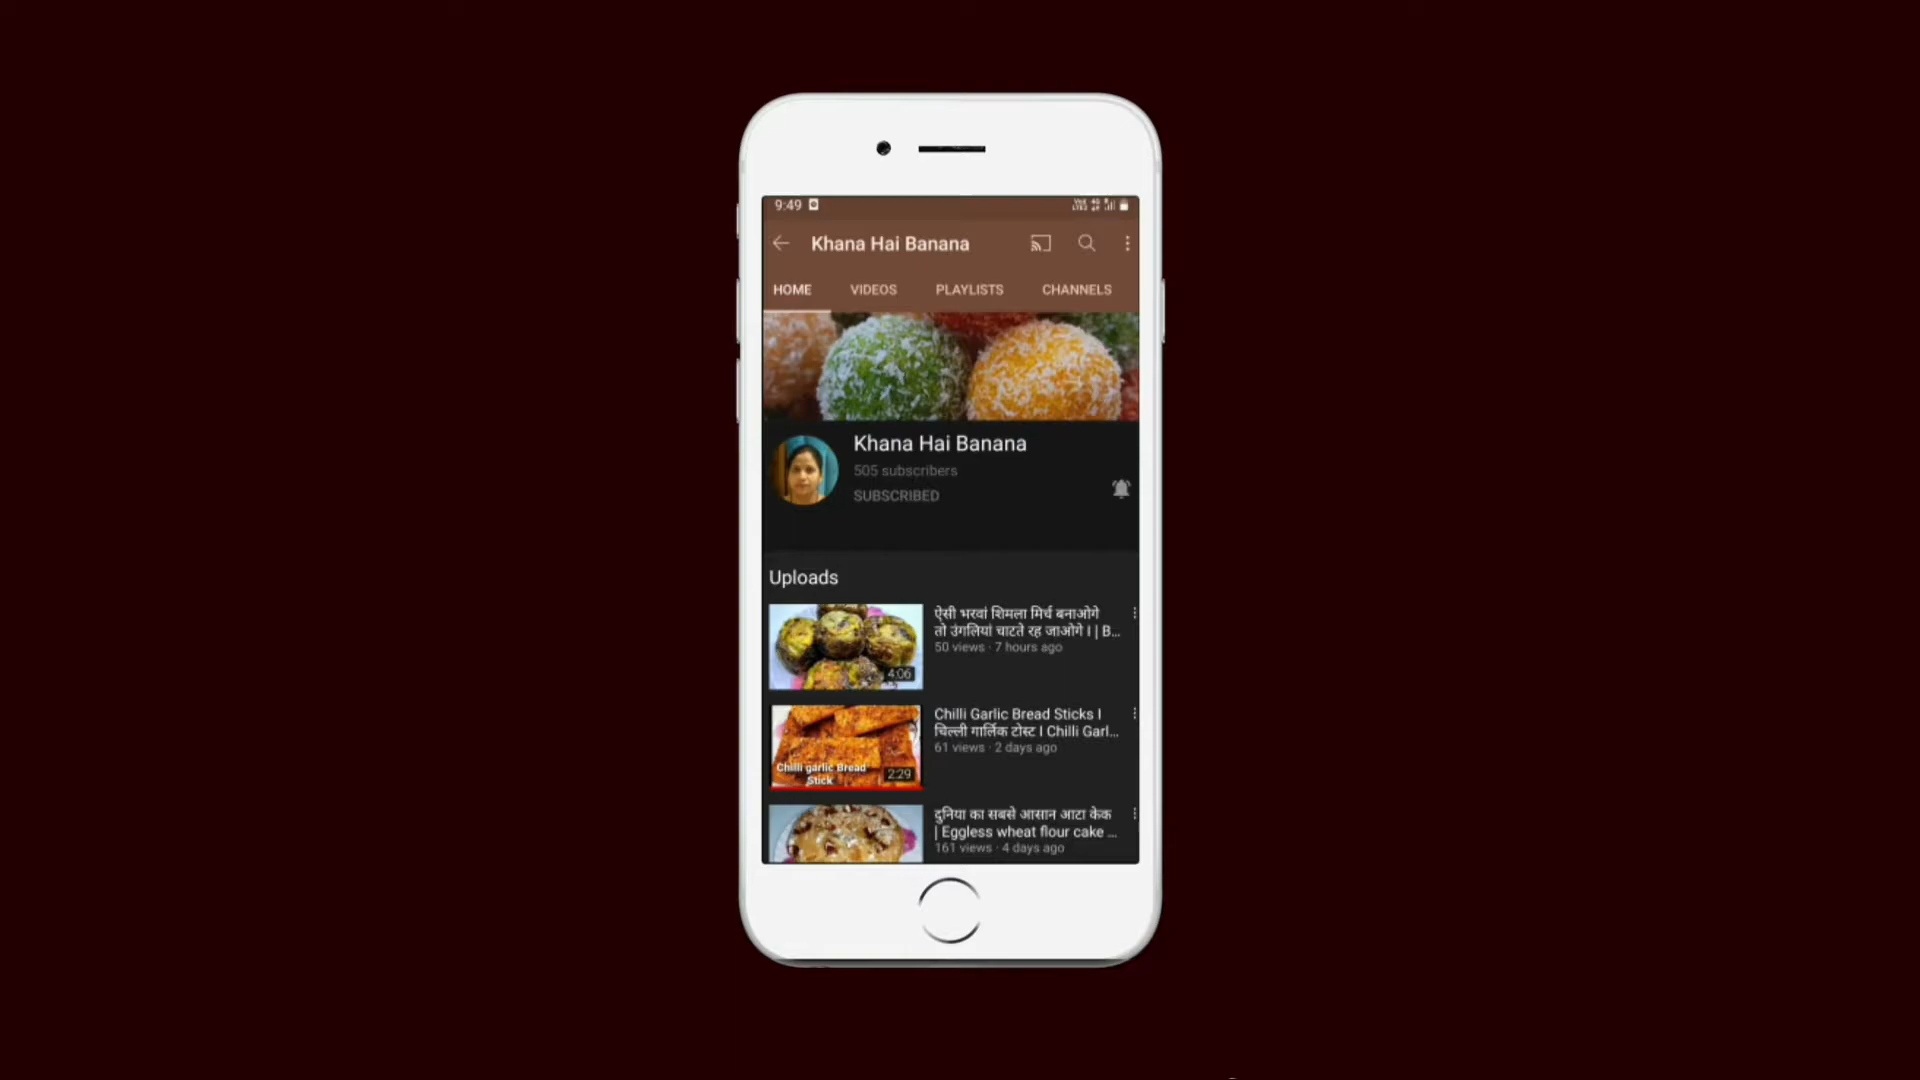 9:49
Khana Hai Banana
HOME VIDEOS PLAYLISTS CHANNELS
Khana Hai Banana
505 subscribers
SUBSCRIBED
Uploads
ऐसी भरवां शिमला मिर्च बनाओगे
तो उंगलियां चाटते रह जाओगे । | B...
50 views · 7 hours ago
4:06
Chilli Garlic Bread Sticks I
चिल्ली गार्लिक टोस्ट I Chilli Garl...
61 views · 2 days ago
Chilli garlic Bread
Stick
2:29
दुनिया का सबसे आसान आटा केक
| Eggless wheat flour cake ...
161 views · 4 days ago